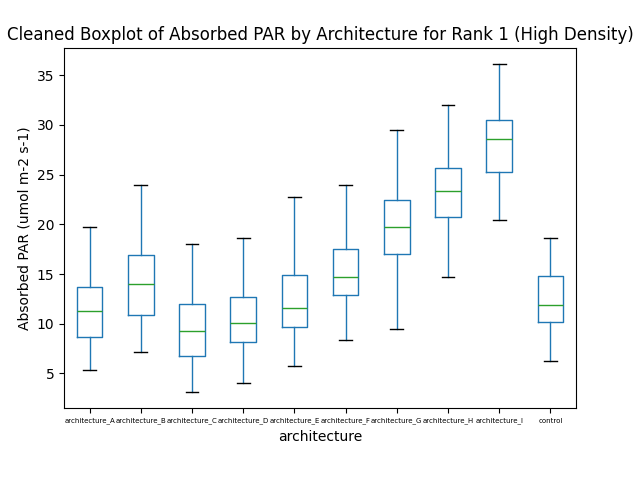 Cleaned Boxplot of Absorbed PAR by Architecture for Rank 1 (High Density)
Absorbed PAR (umol m-2 s-1)
35
30
25
20
15
10
5
architecture_A architecture_B architecture_C architecture_D architecture_E architecture_F architecture_G architecture_H architecture_I control
architecture